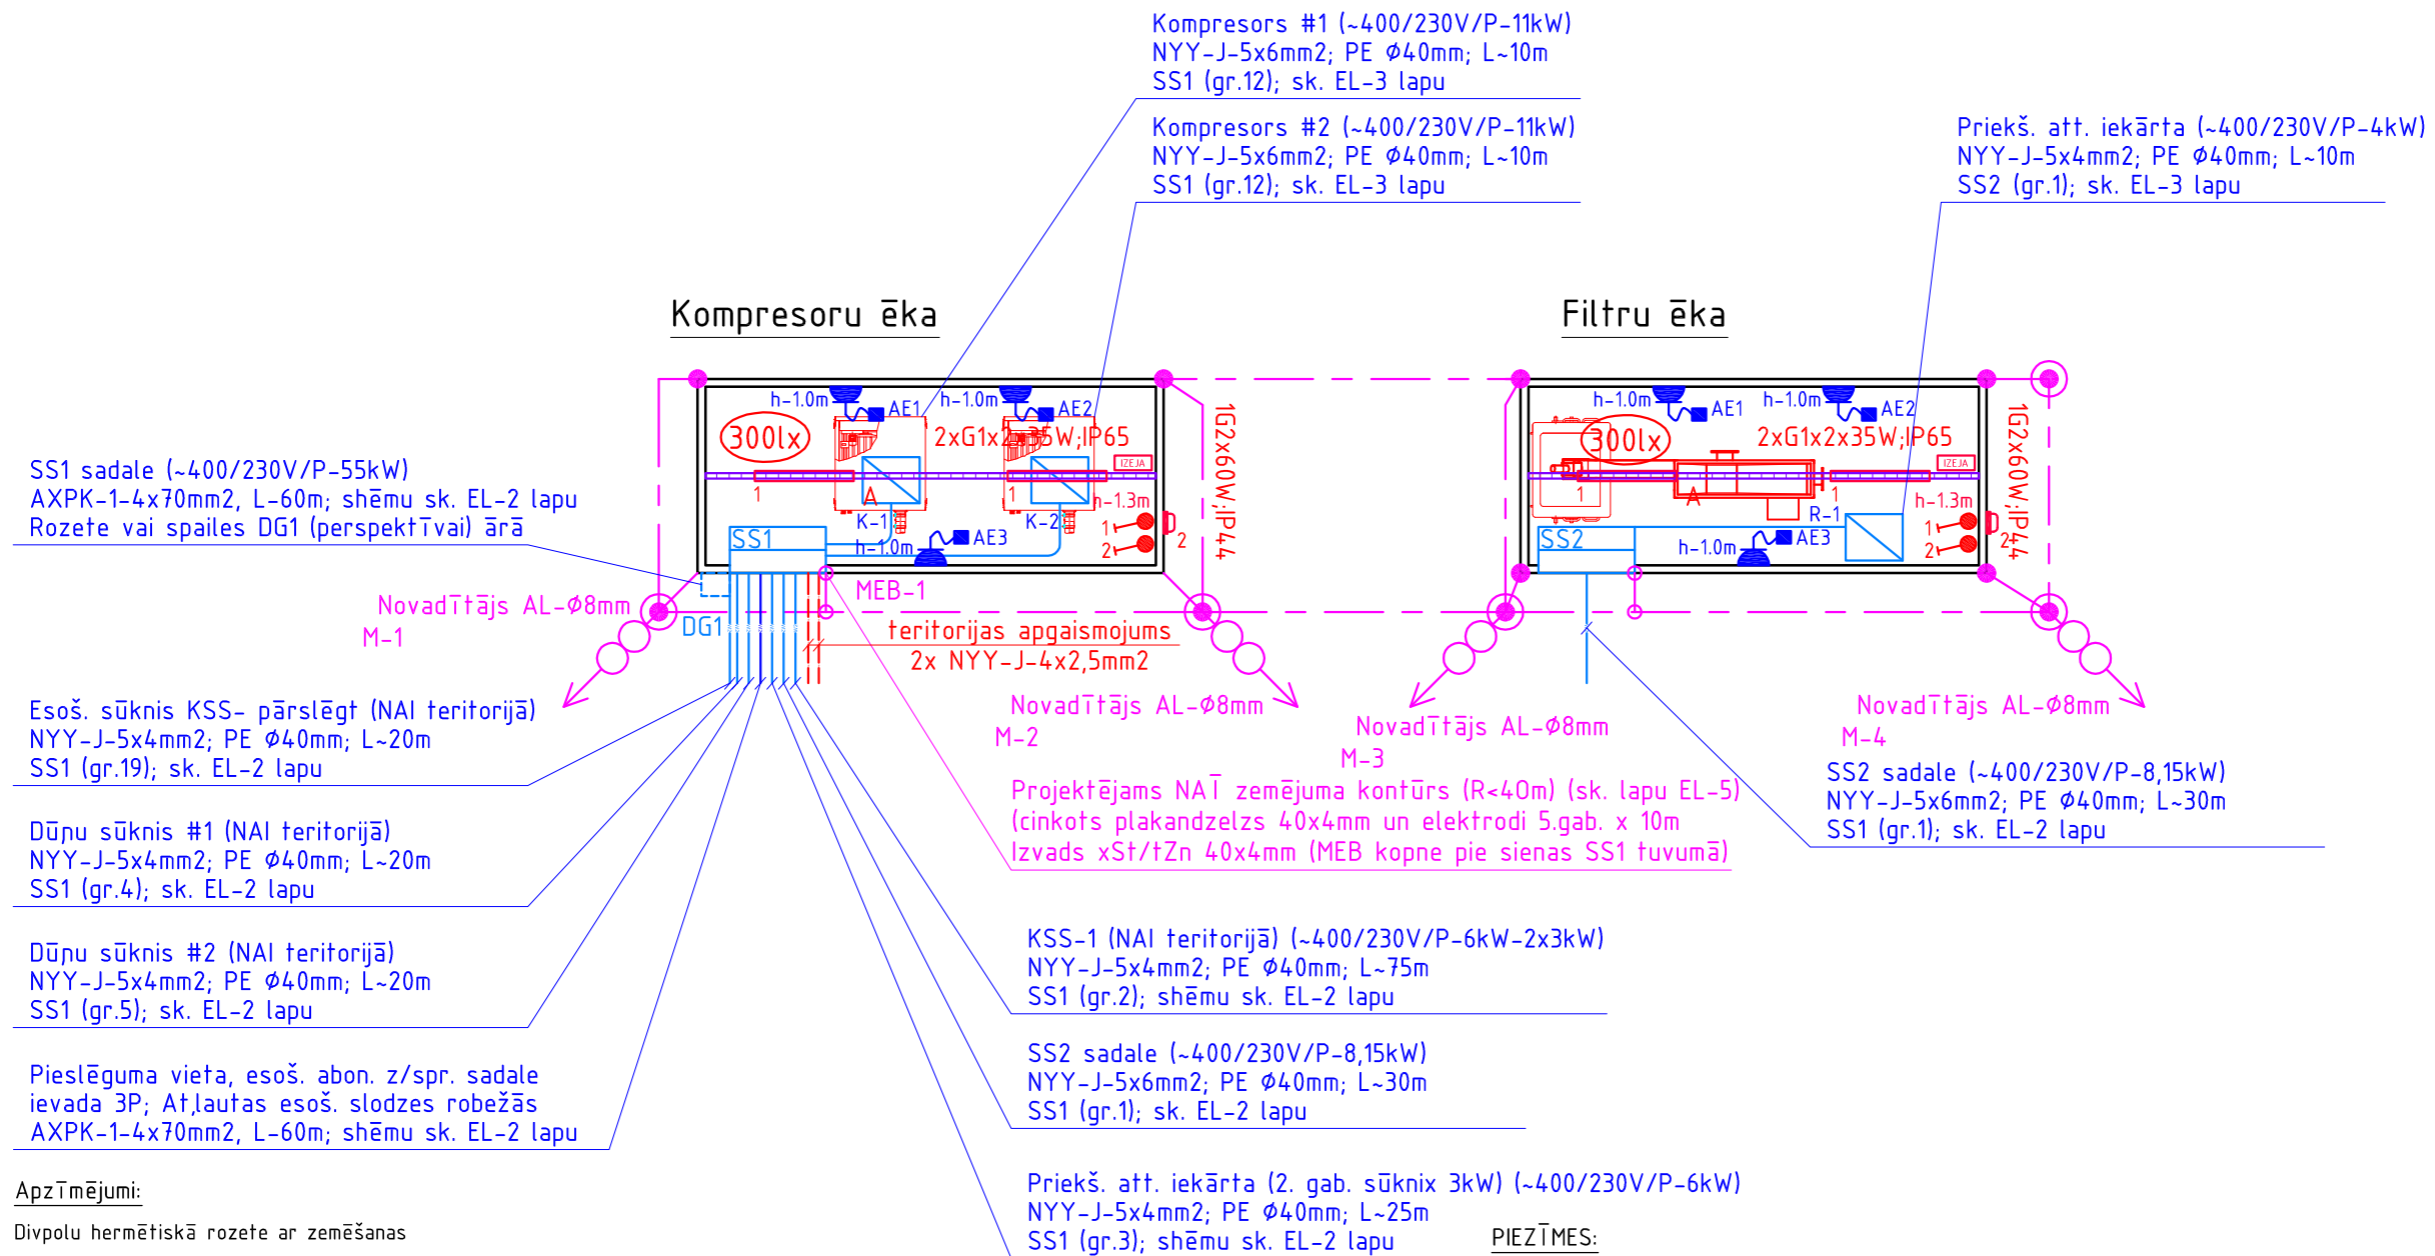 Kompresors #1 (~400/230V/P-11kW)
NYY-J-5x6mm2; PE Ø40mm; L~10m
SS1 (gr.12); sk. EL-3 lapu
Kompresors #2 (~400/230V/P-11kW)
NYY-J-5x6mm2; PE Ø40mm; L~10m
SS1 (gr.12); sk. EL-3 lapu
Priekš. att. iekārta (~400/230V/P-4kW)
NYY-J-5x4mm2; PE Ø40mm; L~10m
SS2 (gr.1); sk. EL-3 lapu
Kompresoru ēka
Filtru ēka
h-1.0m
AE1
h-1.0m
AE2
300lx
2xG1x2x35W;IP65
IZEJA
1
A
1
h-1.3m
K-1
K-2
1
2
2
SS1
h-1.0m
AE3
1G2x60W;IP44
h-1.0m
AE1
h-1.0m
AE2
300lx
2xG1x2x35W;IP65
IZEJA
1
A
1
h-1.3m
R-1
1
2
2
SS2
h-1.0m
AE3
1G2x60W;IP44
SS1 sadale (~400/230V/P-55kW)
AXPK-1-4x70mm2, L-60m; shēmu sk. EL-2 lapu
Rozete vai spailes DG1 (perspektīvai) ārā
MEB-1
Novadītājs AL-Ø8mm
M-1
DG1
teritorijas apgaismojums
2x NYY-J-4x2,5mm2
Novadītājs AL-Ø8mm
M-2
Novadītājs AL-Ø8mm
M-3
Novadītājs AL-Ø8mm
M-4
Esoš. sūknis KSS- pārslēgt (NAI teritorijā)
NYY-J-5x4mm2; PE Ø40mm; L~20m
SS1 (gr.19); sk. EL-2 lapu
Projektējams NAĪ zemējuma kontūrs (R<4Om) (sk. lapu EL-5)
(cinkots plakandzelzs 40x4mm un elektrodi 5.gab. x 10m
Izvads xSt/tZn 40x4mm (MEB kopne pie sienas SS1 tuvumā)
SS2 sadale (~400/230V/P-8,15kW)
NYY-J-5x6mm2; PE Ø40mm; L~30m
SS1 (gr.1); sk. EL-2 lapu
Dūņu sūknis #1 (NAI teritorijā)
NYY-J-5x4mm2; PE Ø40mm; L~20m
SS1 (gr.4); sk. EL-2 lapu
Dūņu sūknis #2 (NAI teritorijā)
NYY-J-5x4mm2; PE Ø40mm; L~20m
SS1 (gr.5); sk. EL-2 lapu
KSS-1 (NAI teritorijā) (~400/230V/P-6kW-2x3kW)
NYY-J-5x4mm2; PE Ø40mm; L~75m
SS1 (gr.2); shēmu sk. EL-2 lapu
SS2 sadale (~400/230V/P-8,15kW)
NYY-J-5x6mm2; PE Ø40mm; L~30m
SS1 (gr.1); sk. EL-2 lapu
Pieslēguma vieta, esoš. abon. z/spr. sadale
ievada 3P; At,lautas esoš. slodzes robežās
AXPK-1-4x70mm2, L-60m; shēmu sk. EL-2 lapu
Priekš. att. iekārta (2. gab. sūknix 3kW) (~400/230V/P-6kW)
NYY-J-5x4mm2; PE Ø40mm; L~25m
SS1 (gr.3); shēmu sk. EL-2 lapu
Apzīmējumi:
Divpolu hermētiskā rozete ar zemēšanas
PIEZĪMES: